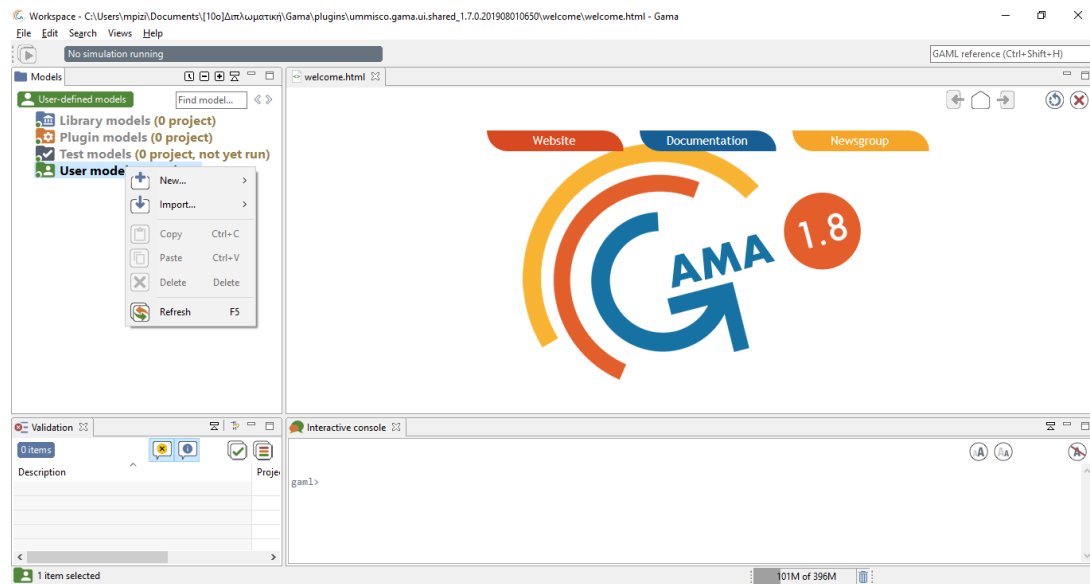 Workspace - C:\Users\mpizi\Documents\[10ο]Διπλωματική\Gama\plugins\ummisco.gama.ui.shared_1.7.0.201908010650\welcome\welcome.html - Gama
File Edit Search Views Help
No simulation running
GAML reference (Ctrl+Shift+H)
Models
welcome.html
User-defined models
Find model...
Library models (0 project)
Plugin models (0 project)
Test models (0 project, not yet run)
User mode
New...
Import...
Copy Ctrl+C
Paste Ctrl+V
Delete Delete
Refresh F5
Website Documentation Newsgroup
GAMA 1.8
Validation
0 items
Description Projec
Interactive console
gaml>
1 item selected
101M of 396M